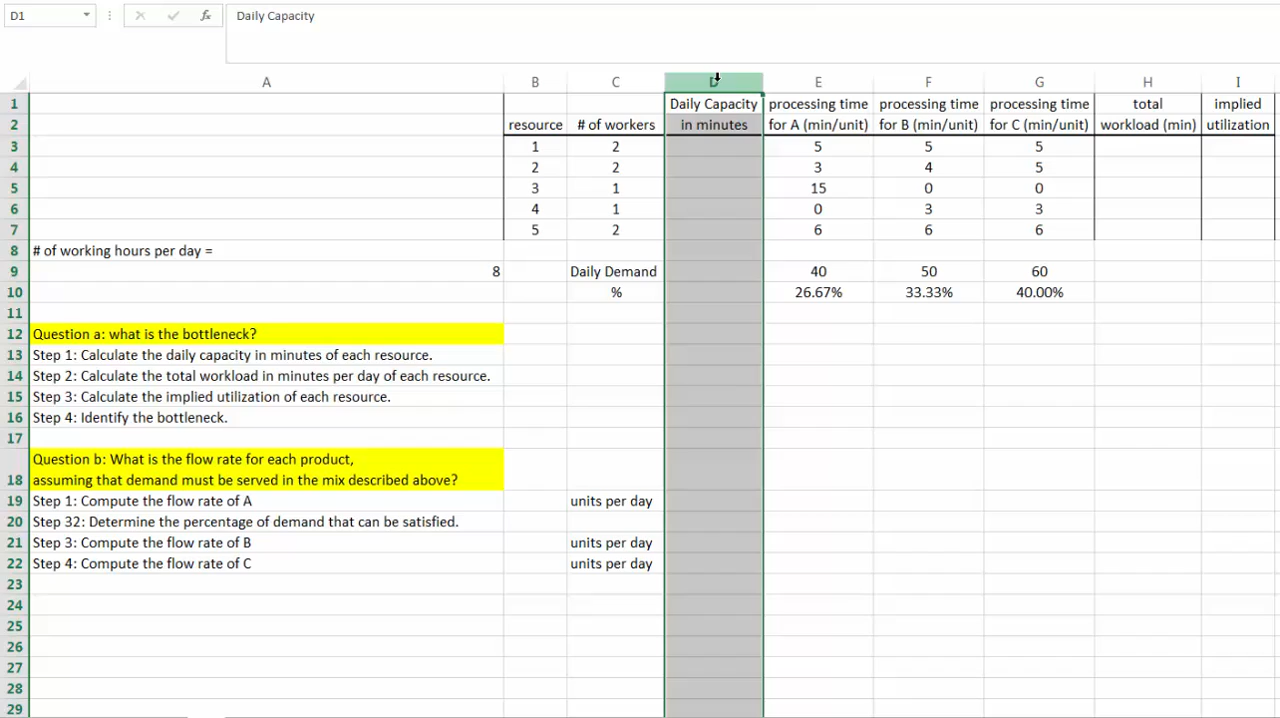 D1 fx Daily Capacity
A B C D E F G H I
1 Daily Capacity processing time processing time processing time total implied
2 resource # of workers in minutes for A (min/unit) for B (min/unit) for C (min/unit) workload (min) utilization
3 1 2 5 5 5
4 2 2 3 4 5
5 3 1 15 0 0
6 4 1 0 3 3
7 5 2 6 6 6
8 # of working hours per day =
9 8 Daily Demand 40 50 60
10 % 26.67% 33.33% 40.00%
11
12 Question a: what is the bottleneck?
13 Step 1: Calculate the daily capacity in minutes of each resource.
14 Step 2: Calculate the total workload in minutes per day of each resource.
15 Step 3: Calculate the implied utilization of each resource.
16 Step 4: Identify the bottleneck.
17
Question b: What is the flow rate for each product,
18 assuming that demand must be served in the mix described above?
19 Step 1: Compute the flow rate of A units per day
20 Step 32: Determine the percentage of demand that can be satisfied.
21 Step 3: Compute the flow rate of B units per day
22 Step 4: Compute the flow rate of C units per day
23
24
25
26
27
28
29